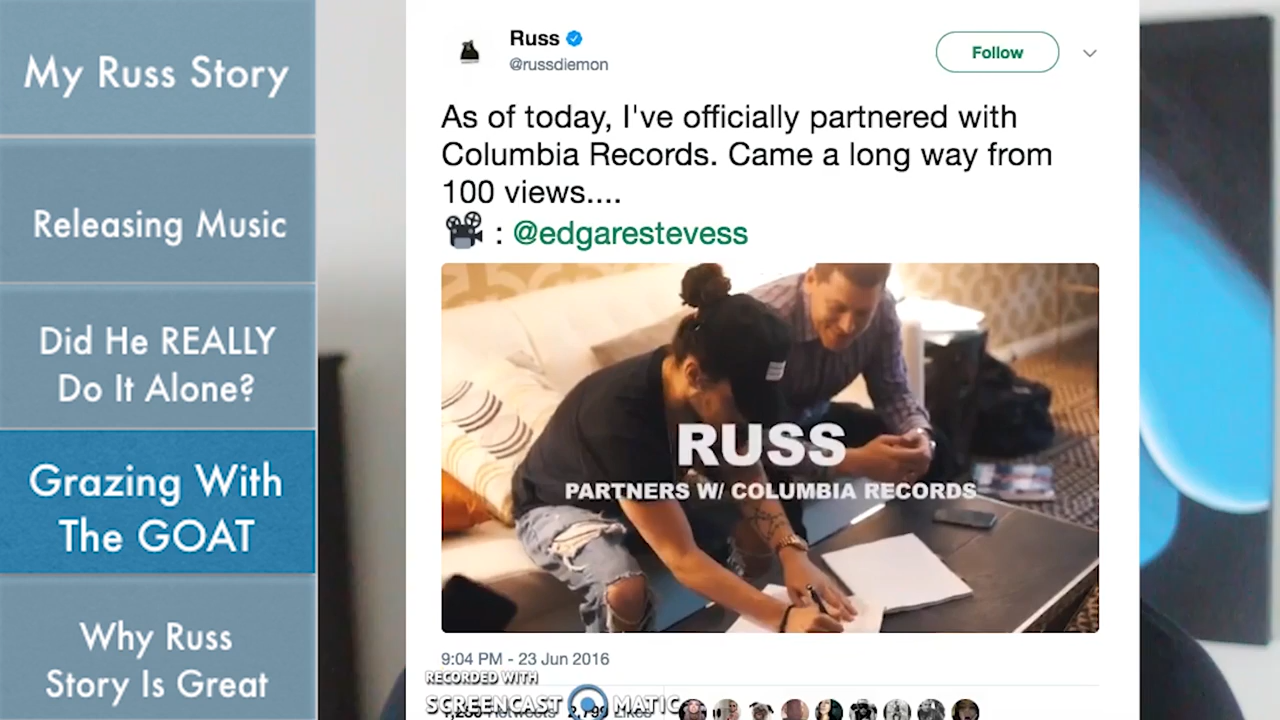 My Russ Story
Releasing Music
Did He REALLY
Do It Alone?
Grazing With
The GOAT
Why Russ
Story Is Great
Russ
@russdiemon
Follow
As of today, I've officially partnered with
Columbia Records. Came a long way from
100 views....
: @edgarestevess
RUSS
PARTNERS W/ COLUMBIA RECORDS
9:04 PM - 23 Jun 2016
RECORDED WITH
SCREENCAST MATIC
Retweets Likes